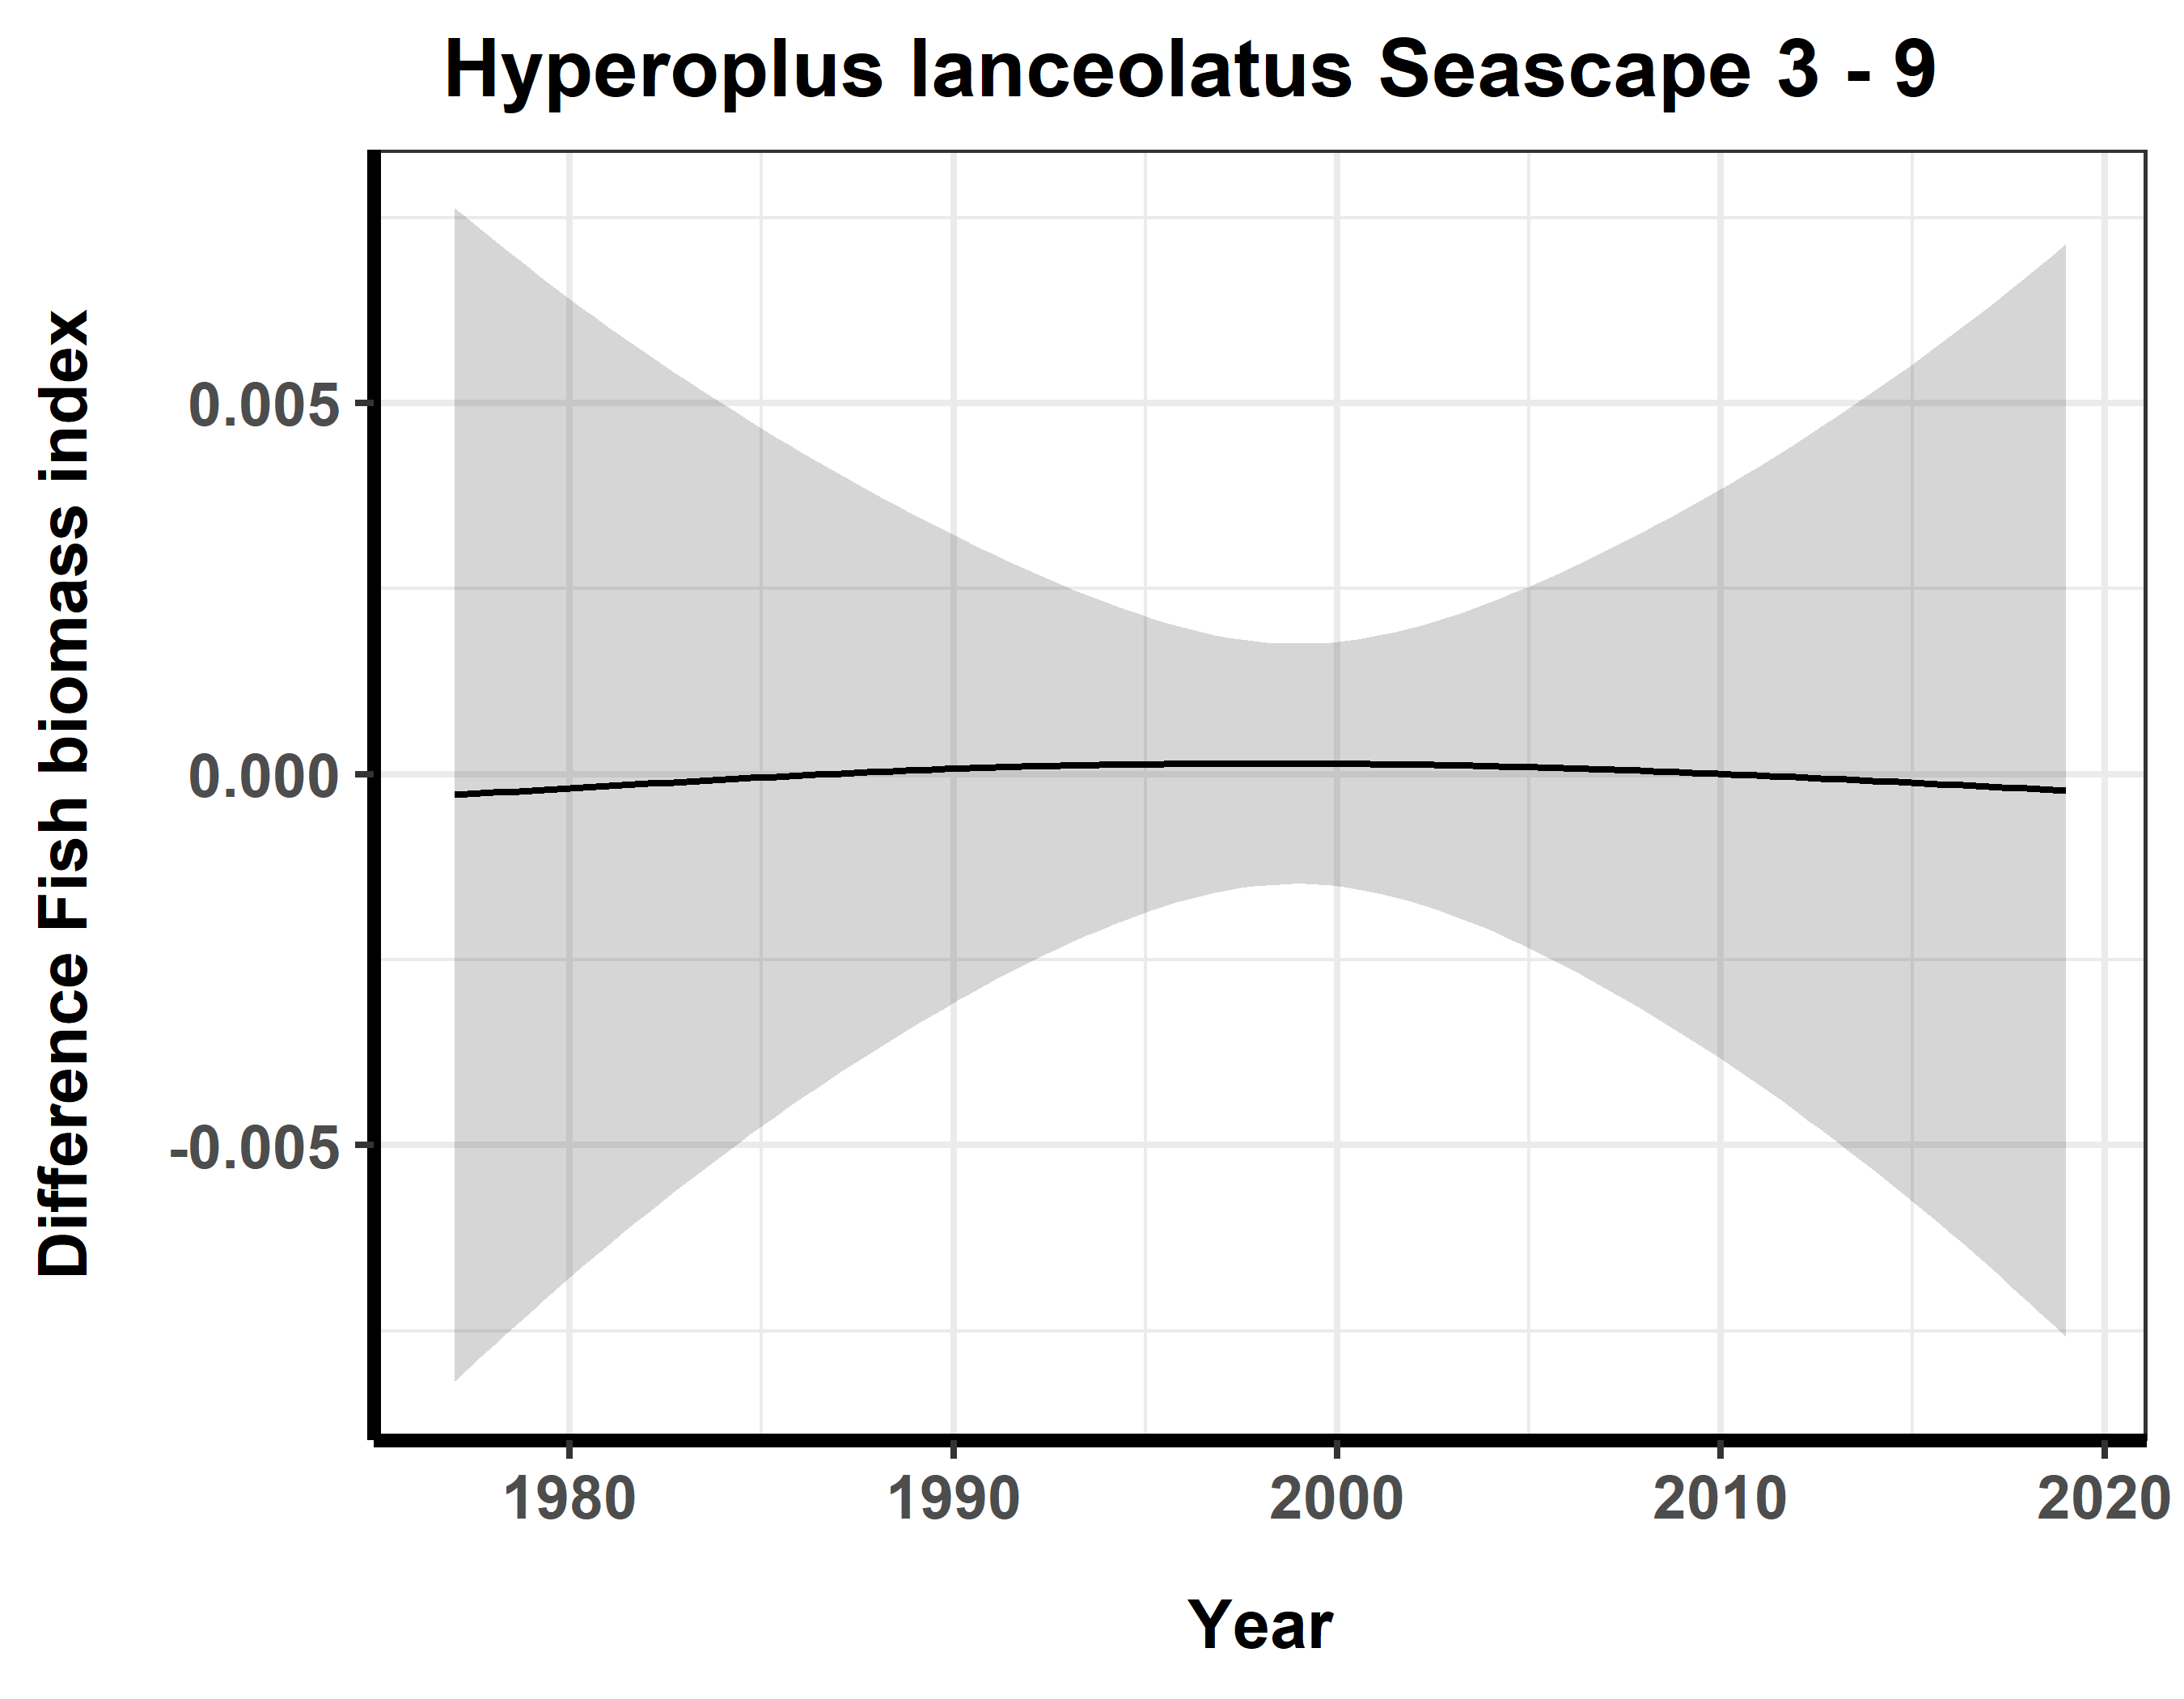 Hyperoplus lanceolatus Seascape 3 - 9
Difference Fish biomass index
0.005
0.000
-0.005
1980
1990
2000
2010
2020
Year